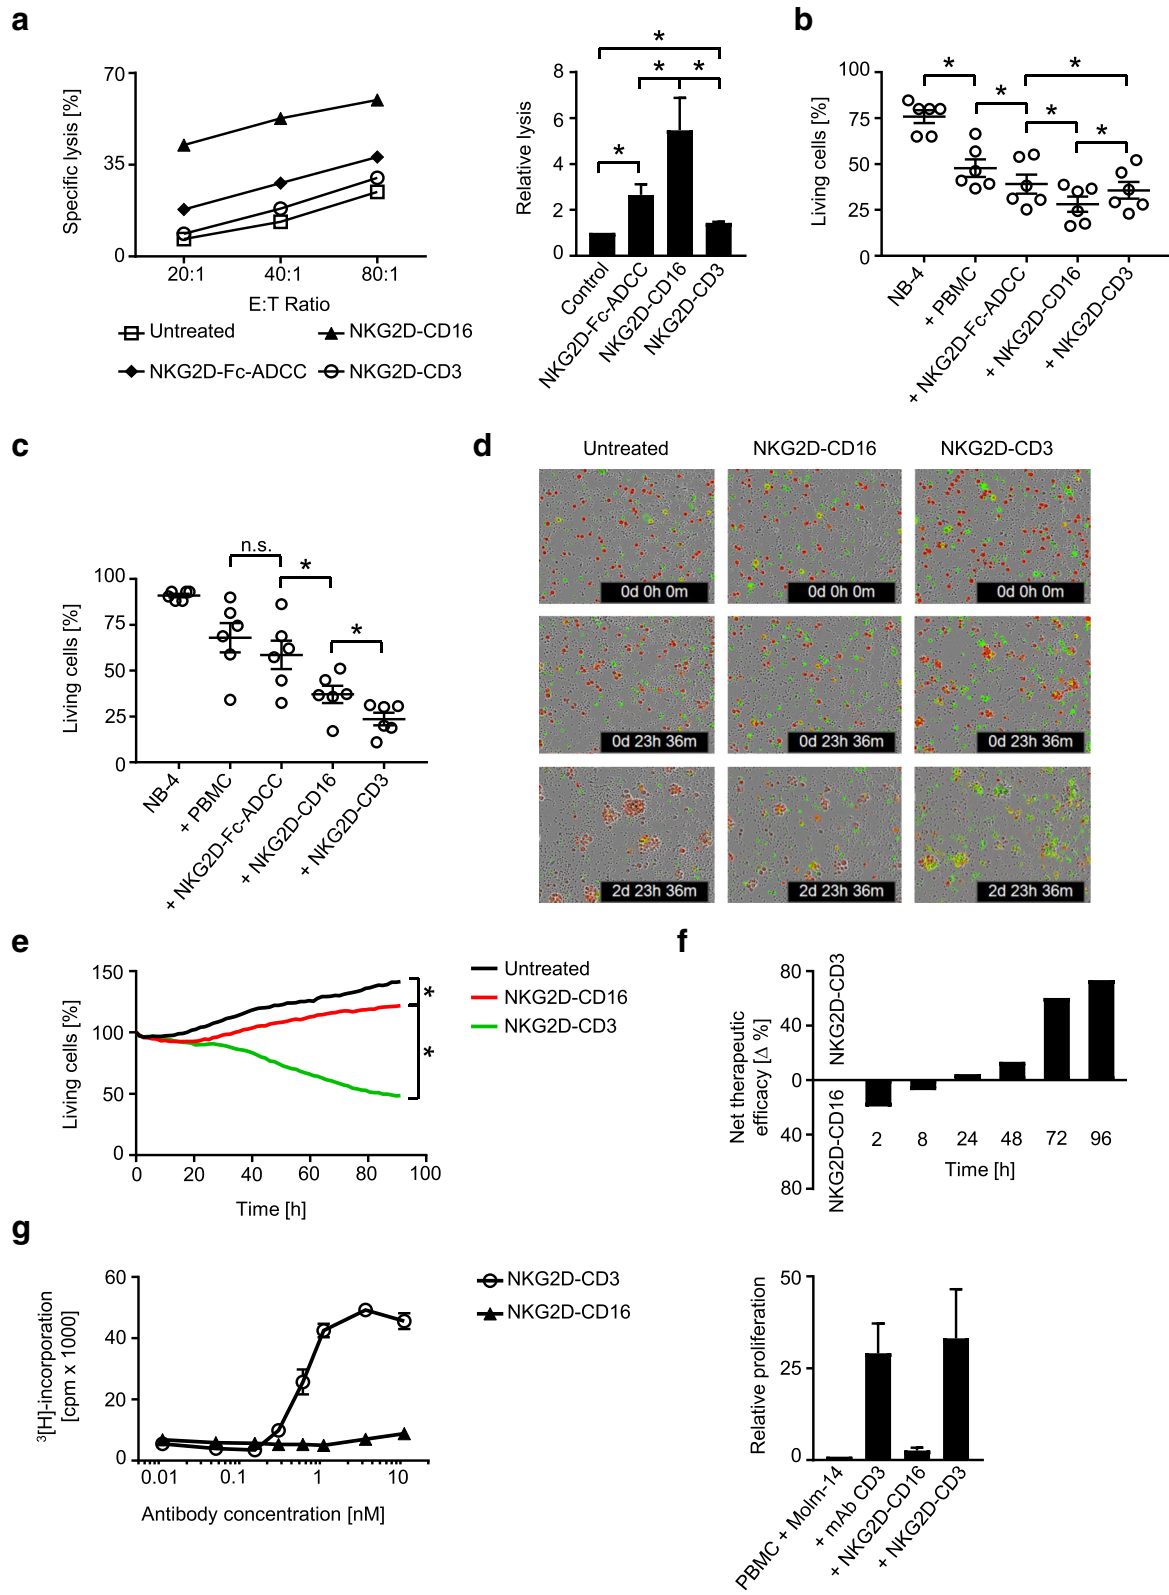 a
Specific lysis [%]
70
35
0
20:1 40:1 80:1
E:T Ratio
Untreated
NKG2D-CD16
NKG2D-Fc-ADCC
NKG2D-CD3
Relative lysis
8
6
4
2
0
*
* *
*
Control
NKG2D-Fc-ADCC
NKG2D-CD16
NKG2D-CD3
b
Living cells [%]
100
75
50
25
0
* *
*
*
*
NB-4
+ PBMC
+ NKG2D-Fc-ADCC
+ NKG2D-CD16
+ NKG2D-CD3
c
Living cells [%]
100
75
50
25
0
n.s.
*
*
NB-4
+ PBMC
+ NKG2D-Fc-ADCC
+ NKG2D-CD16
+ NKG2D-CD3
d
Untreated NKG2D-CD16 NKG2D-CD3
0d 0h 0m 0d 0h 0m 0d 0h 0m
0d 23h 36m 0d 23h 36m 0d 23h 36m
2d 23h 36m 2d 23h 36m 2d 23h 36m
e
Living cells [%]
150
100
50
0
0 20 40 60 80 100
Time [h]
*
*
Untreated
NKG2D-CD16
NKG2D-CD3
f
Net therapeutic
efficacy [Δ %]
NKG2D-CD16 NKG2D-CD3
80
40
0
40
80
2 8 24 48 72 96
Time [h]
g
³[H]-incorporation
[cpm x 1000]
60
40
20
0
0.01 0.1 1 10
Antibody concentration [nM]
NKG2D-CD3
NKG2D-CD16
Relative proliferation
50
25
0
PBMC + Molm-14
+ mAb CD3
+ NKG2D-CD16
+ NKG2D-CD3